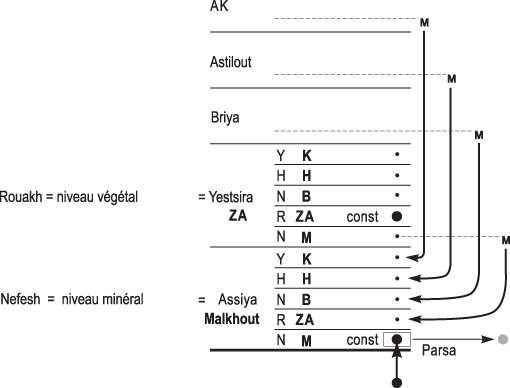 AK
M
Astilout
M
Briya
M
Y K
H H
Rouakh = niveau végétal = Yestsira N B
ZA R ZA const
N M
M
Y K
H H
Nefesh = niveau minéral = Assiya N B
Malkhout R ZA
N M const
Parsa